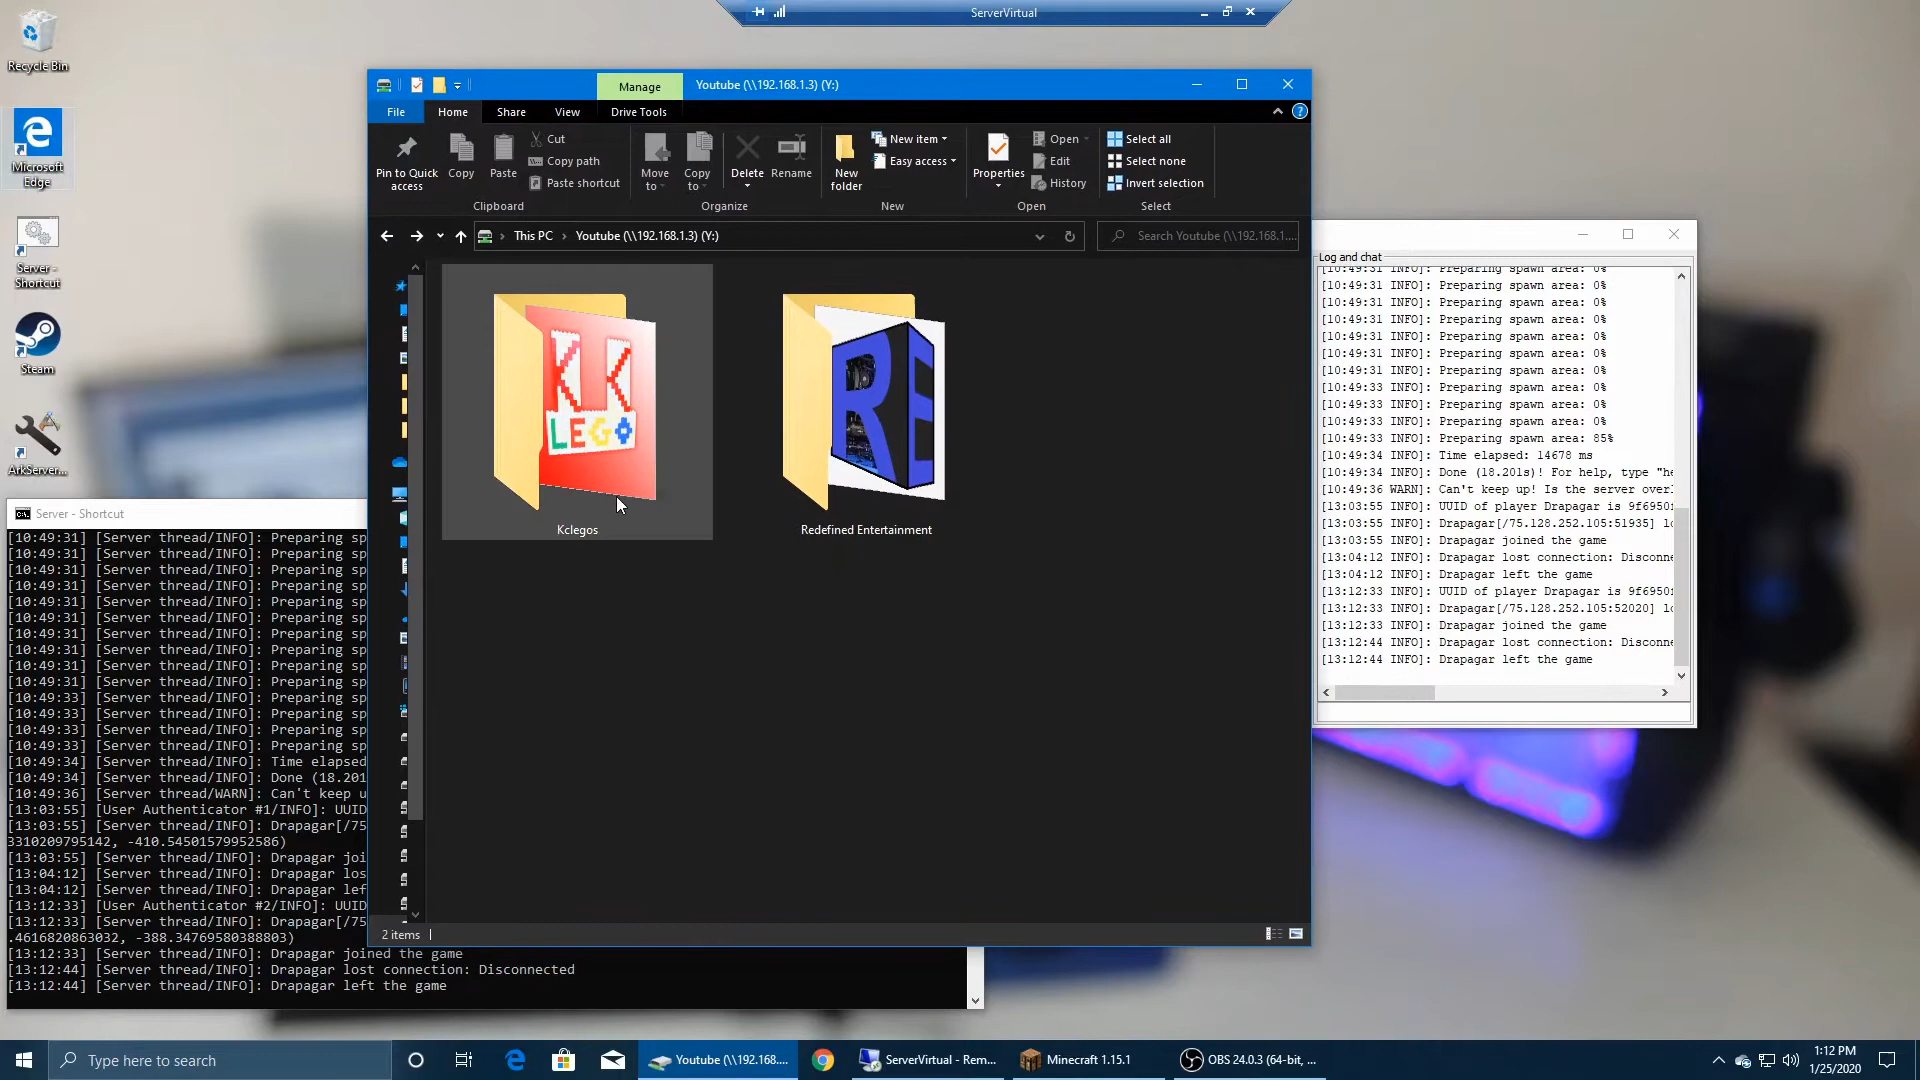 ServerVirtual
Recycle Bin
Microsoft Edge
Server - Shortcut
Steam
ArkServer...
Manage
Youtube (\\192.168.1.3) (Y:)
File
Home
Share
View
Drive Tools
Pin to Quick access
Copy
Paste
Cut
Copy path
Paste shortcut
Clipboard
Move to
Copy to
Delete
Rename
Organize
New folder
New item
Easy access
New
Properties
Open
Edit
History
Open
Select all
Select none
Invert selection
Select
This PC
Youtube (\\192.168.1.3) (Y:)
Search Youtube (\\192.168.1....
KK
LEGO
Kclegos
RE
Redefined Entertainment
2 items
Log and chat
[10:49:31 INFO]: Preparing spawn area: 0%
[10:49:31 INFO]: Preparing spawn area: 0%
[10:49:31 INFO]: Preparing spawn area: 0%
[10:49:31 INFO]: Preparing spawn area: 0%
[10:49:31 INFO]: Preparing spawn area: 0%
[10:49:31 INFO]: Preparing spawn area: 0%
[10:49:31 INFO]: Preparing spawn area: 0%
[10:49:33 INFO]: Preparing spawn area: 0%
[10:49:33 INFO]: Preparing spawn area: 0%
[10:49:33 INFO]: Preparing spawn area: 0%
[10:49:33 INFO]: Preparing spawn area: 85%
[10:49:34 INFO]: Time elapsed: 14678 ms
[10:49:34 INFO]: Done (18.201s)! For help, type "he
[10:49:36 WARN]: Can't keep up! Is the server over
[13:03:55 INFO]: UUID of player Drapagar is 9f6950
[13:03:55 INFO]: Drapagar[/75.128.252.105:51935] lo
[13:03:55 INFO]: Drapagar joined the game
[13:04:12 INFO]: Drapagar lost connection: Disconne
[13:04:12 INFO]: Drapagar left the game
[13:12:33 INFO]: UUID of player Drapagar is 9f6950
[13:12:33 INFO]: Drapagar[/75.128.252.105:52020] lo
[13:12:33 INFO]: Drapagar joined the game
[13:12:44 INFO]: Drapagar lost connection: Disconne
[13:12:44 INFO]: Drapagar left the game
Server - Shortcut
[10:49:31] [Server thread/INFO]: Preparing sp
[10:49:31] [Server thread/INFO]: Preparing sp
[10:49:31] [Server thread/INFO]: Preparing sp
[10:49:31] [Server thread/INFO]: Preparing sp
[10:49:31] [Server thread/INFO]: Preparing sp
[10:49:31] [Server thread/INFO]: Preparing sp
[10:49:31] [Server thread/INFO]: Preparing sp
[10:49:31] [Server thread/INFO]: Preparing sp
[10:49:31] [Server thread/INFO]: Preparing sp
[10:49:31] [Server thread/INFO]: Preparing sp
[10:49:33] [Server thread/INFO]: Preparing sp
[10:49:33] [Server thread/INFO]: Preparing sp
[10:49:33] [Server thread/INFO]: Preparing sp
[10:49:33] [Server thread/INFO]: Preparing sp
[10:49:34] [Server thread/INFO]: Time elapsed
[10:49:34] [Server thread/INFO]: Done (18.201
[10:49:36] [Server thread/WARN]: Can't keep u
[13:03:55] [User Authenticator #1/INFO]: UUID
[13:03:55] [Server thread/INFO]: Drapagar[/75
3310209795142, -410.54501579952586)
[13:03:55] [Server thread/INFO]: Drapagar joi
[13:04:12] [Server thread/INFO]: Drapagar los
[13:04:12] [Server thread/INFO]: Drapagar lef
[13:12:33] [User Authenticator #2/INFO]: UUID
[13:12:33] [Server thread/INFO]: Drapagar[/75
.4616820863032, -388.34769580388803)
[13:12:33] [Server thread/INFO]: Drapagar joined the game
[13:12:44] [Server thread/INFO]: Drapagar lost connection: Disconnected
[13:12:44] [Server thread/INFO]: Drapagar left the game
Type here to search
Youtube (\\192.168....
ServerVirtual - Rem...
Minecraft 1.15.1
OBS 24.0.3 (64-bit, ...
1:12 PM
1/25/2020